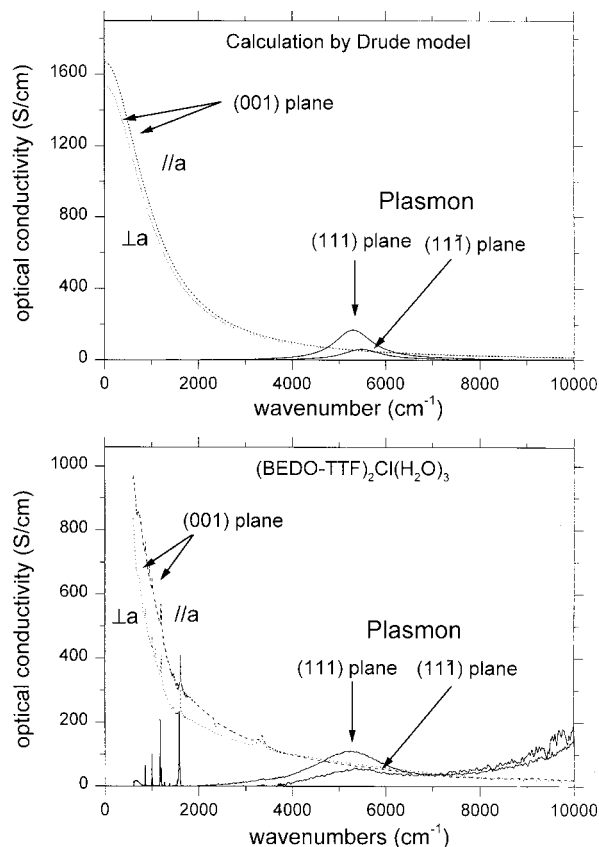 Calculation by Drude model
optical conductivity (S/cm)
1600
1200
800
400
0
(001) plane
//a
⊥a
Plasmon
(111) plane
(111̄) plane
0 2000 4000 6000 8000 10000
wavenumber (cm⁻¹)
(BEDO-TTF)₂Cl(H₂O)₃
optical conductivity (S/cm)
1000
800
600
400
200
0
(001) plane
⊥a
//a
Plasmon
(111) plane
(111̄) plane
0 2000 4000 6000 8000 10000
wavenumbers (cm⁻¹)